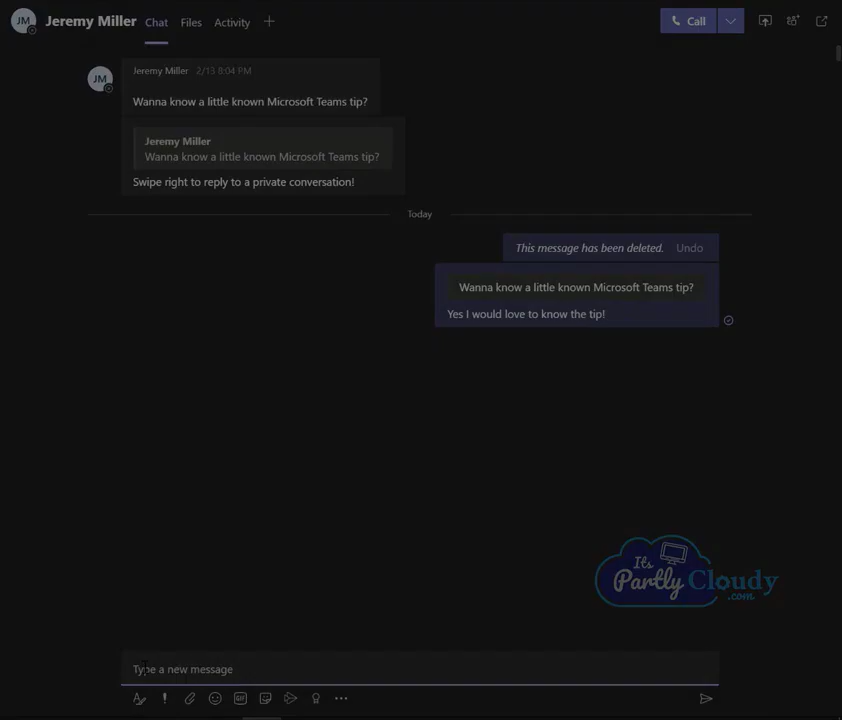 JM Jeremy Miller Chat Files Activity Call
Jeremy Miller 2/13 8:04 PM
JM
Wanna know a little known Microsoft Teams tip?
Jeremy Miller
Wanna know a little known Microsoft Teams tip?
Swipe right to reply to a private conversation!
Today
This message has been deleted. Undo
Wanna know a little known Microsoft Teams tip?
Yes I would love to know the tip!
It's
Partly Cloudy
.com
Type a new message
GIF